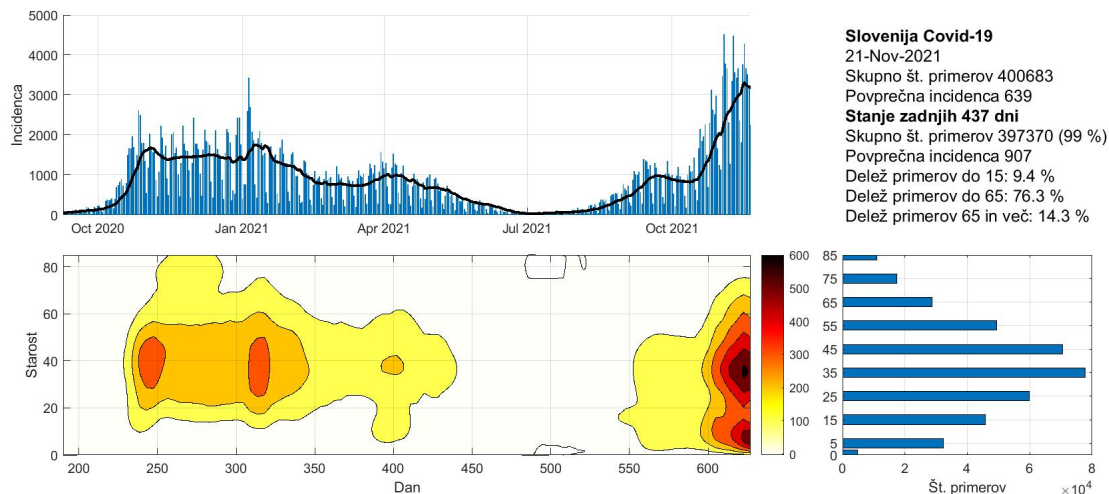 5000
4000
3000
2000
1000
0
Incidenca
Oct 2020
Jan 2021
Apr 2021
Jul 2021
Oct 2021
Slovenija Covid-19
21-Nov-2021
Skupno št. primerov 400683
Povprečna incidenca 639
Stanje zadnjih 437 dni
Skupno št. primerov 397370 (99 %)
Povprečna incidenca 907
Delež primerov do 15: 9.4 %
Delež primerov do 65: 76.3 %
Delež primerov 65 in več: 14.3 %
80
60
40
20
0
Starost
200
250
300
350
400
450
500
550
600
Dan
600
500
400
300
200
100
0
85
75
65
55
45
35
25
15
5
0
0
2
4
6
8
Št. primerov
×10⁴